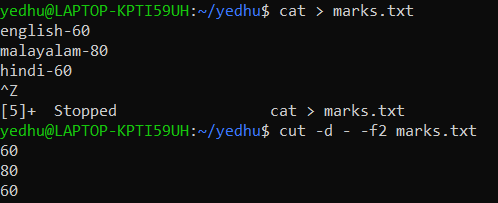 yedhu@LAPTOP-KPTI59UH:~/yedhu$ cat > marks.txt
english-60
malayalam-80
hindi-60
^Z
[5]+  Stopped                 cat > marks.txt
yedhu@LAPTOP-KPTI59UH:~/yedhu$ cut -d - -f2 marks.txt
60
80
60